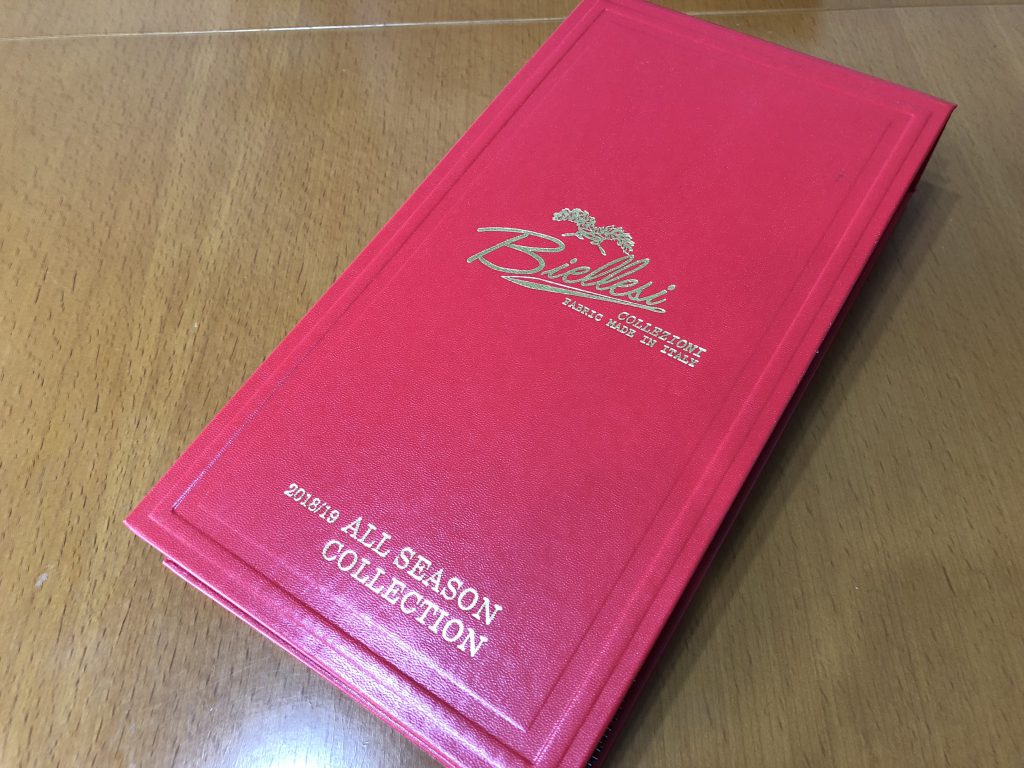 Biellesi
COLLEZIONI
FABRIC MADE IN ITALY
2018/19 ALL SEASON
COLLECTION